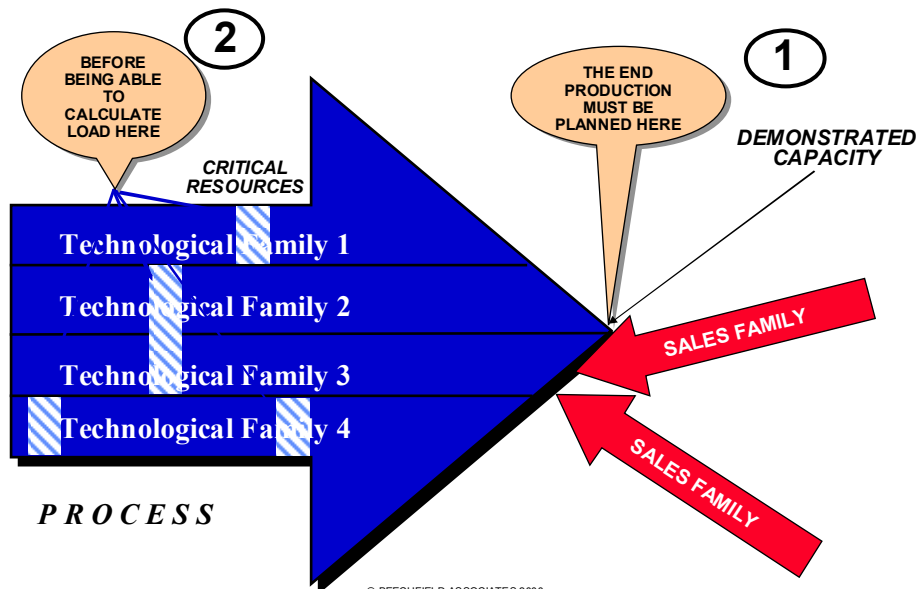 2
BEFORE
BEING ABLE
TO
CALCULATE
LOAD HERE
1
THE END
PRODUCTION
MUST BE
PLANNED HERE
DEMONSTRATED
CAPACITY
CRITICAL
RESOURCES
Technological Family 1
Technological Family 2
Technological Family 3
Technological Family 4
SALES FAMILY
SALES FAMILY
PROCESS